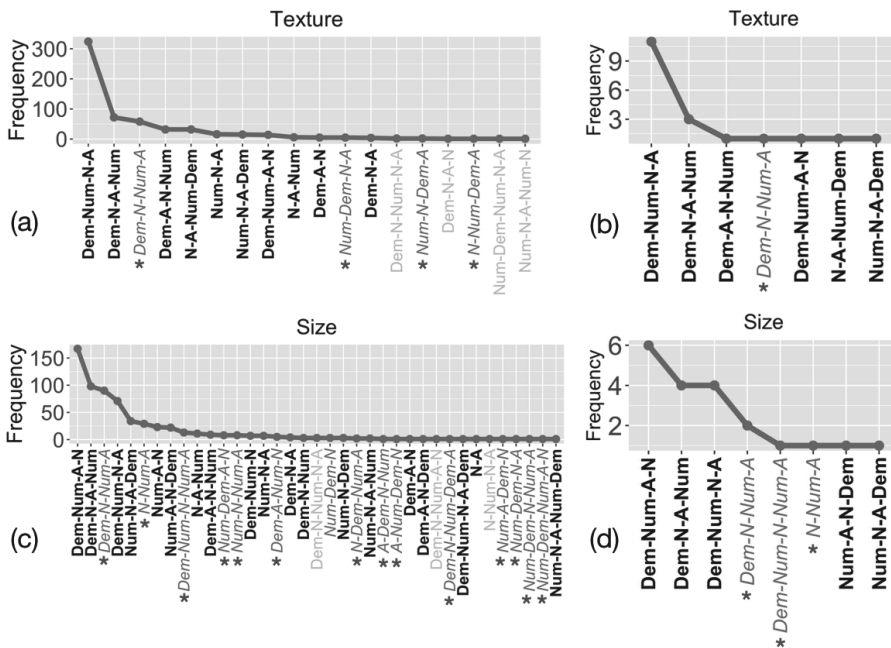 Texture
Frequency
300
200
100
0
Dem-Num-N-A
Dem-N-A-Num
* Dem-N-Num-A
Dem-A-N-Num
N-A-Num-Dem
Num-N-A
Num-N-A-Dem
Dem-Num-A-N
N-A-Num
Dem-A-N
* Num-Dem-N-A
Dem-N-A
Dem-N-Num-N-A
* Num-N-Dem-A
Dem-N-A-N
* N-Num-Dem-A
Num-Dem-Num-N-A
Num-N-A-Num-N
(a)
Texture
Frequency
9
6
3
Dem-Num-N-A
Dem-N-A-Num
Dem-A-N-Num
* Dem-N-Num-A
Dem-Num-A-N
N-A-Num-Dem
Num-N-A-Dem
(b)
Size
Frequency
150
100
50
0
Dem-Num-A-N
Dem-N-A-Num
* Dem-N-Num-A
Dem-Num-N-A
Num-N-A-Dem
* N-Num-A
Num-A-N
Num-A-N-Dem
* Dem-Num-N-Num-A
N-A-Num
Dem-A-N-Num
* Num-Dem-A-N
* Num-N-Num-A
Dem-Num-N
Num-N-A
* Dem-A-Num-N
Dem-N-A
Dem-N-Num
Dem-N-Num-N-A
Num-Dem-N
Num-N-Dem
* N-Dem-Num-A
Num-N-A-Num
* A-Dem-N-Num
* A-Num-Dem-N
Dem-A-N
Dem-A-N-Dem
Dem-N-Num-A-N
* Dem-N-Num-Dem-A
Dem-Num-N-A-Dem
N-A
N-Num-N-A
* Num-A-Dem-N
* Num-Dem-N-A
* Num-Dem-N-Num-A
* Num-Dem-Num-A-N
Num-N-A-Num-Dem
(c)
Size
Frequency
6
4
2
Dem-Num-A-N
Dem-N-A-Num
Dem-Num-N-A
* Dem-N-Num-A
* Dem-Num-N-Num-A
* N-Num-A
Num-A-N-Dem
Num-N-A-Dem
(d)